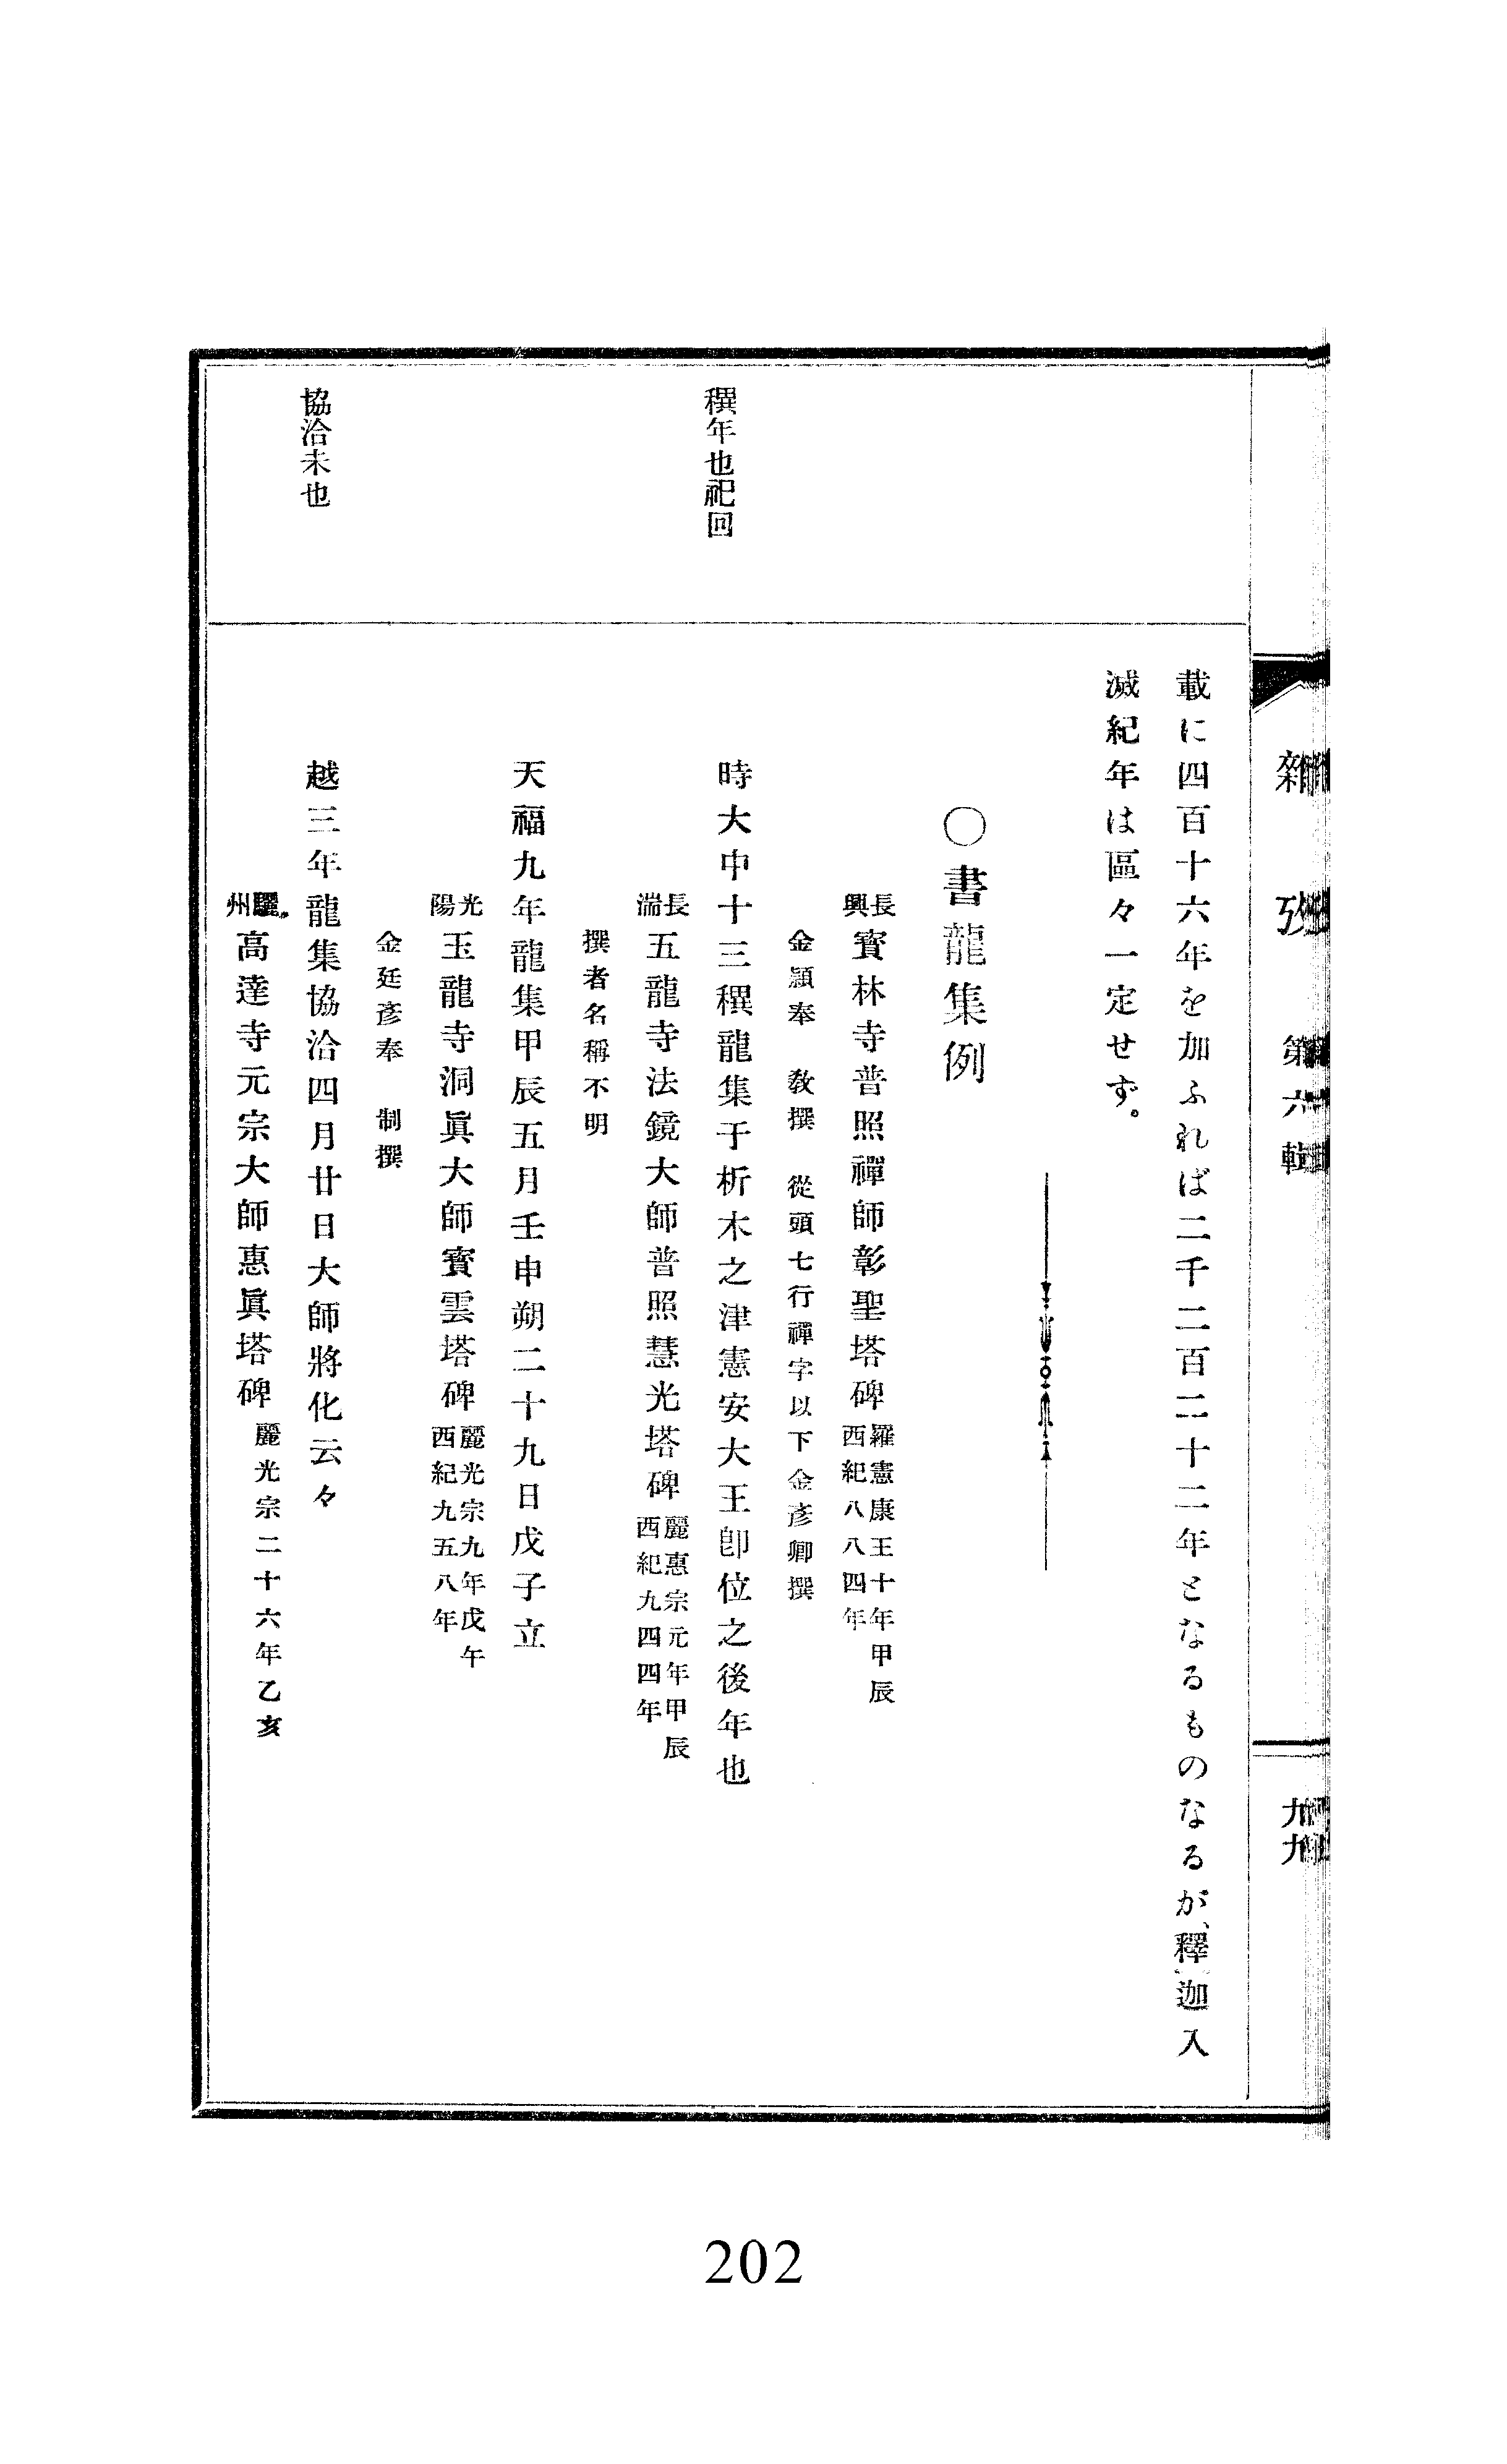 雜攷 第六輯 九九
載に四百十六年を加ふれば二千二百二十二年となるものなるが、釋迦入
滅紀年は區々一定せず。
〇書龍集例
長興 寳林寺普照禪師彰聖塔碑 羅憲康王十年甲辰 西紀八八四年
金頴奉 敎撰 從頭七行禪字以下金彥卿撰
穓年也祀回
時大中十三穓龍集于析木之津憲安大王卽位之後年也
長湍 五龍寺法鏡大師普照慧光塔碑 麗惠宗元年甲辰 西紀九四四年
撰者名稱不明
天福九年龍集甲辰五月壬申朔二十九日戊子立
光陽 玉龍寺洞眞大師寳雲塔碑 麗光宗九年戊午 西紀九五八年
金廷彥奉 制撰
協洽未也
越三年龍集協洽四月廿日大師將化云々
驪州 高達寺元宗大師惠眞塔碑 麗光宗二十六年乙亥
202